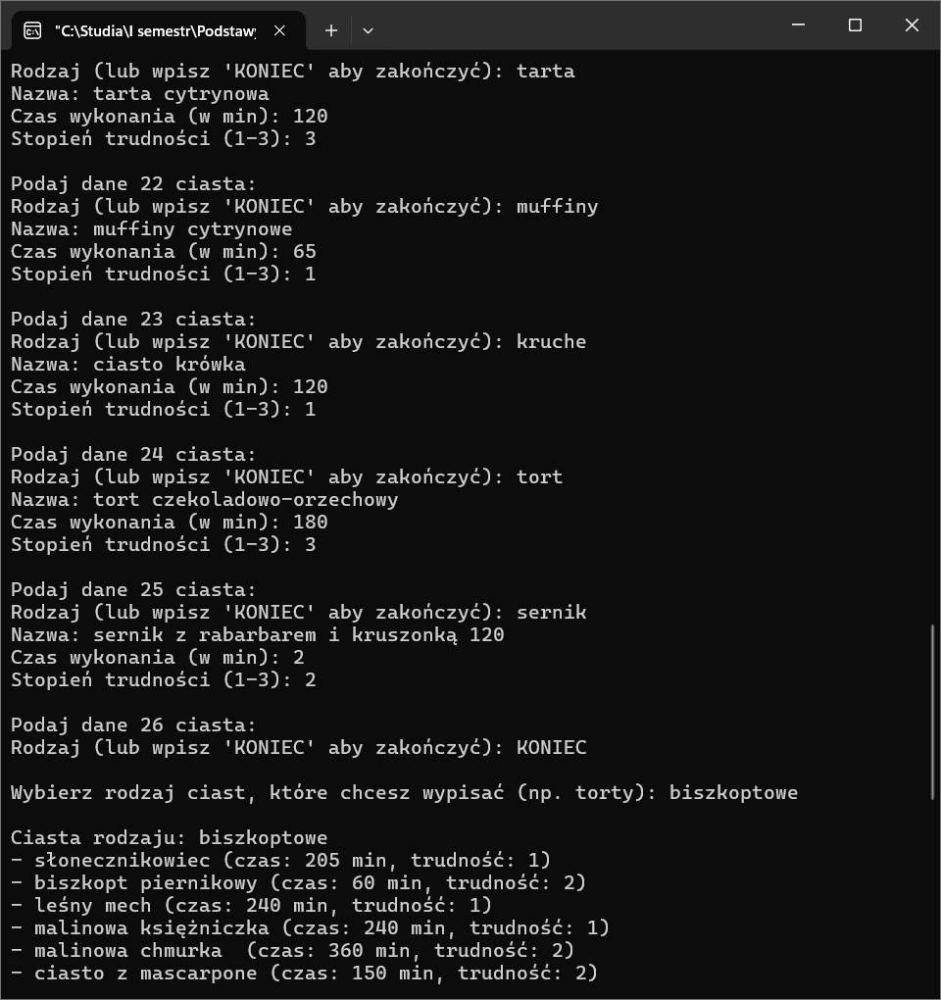 "C:\Studia\I semestr\Podstawy
Rodzaj (lub wpisz 'KONIEC' aby zakończyć): tarta
Nazwa: tarta cytrynowa
Czas wykonania (w min): 120
Stopień trudności (1-3): 3
Podaj dane 22 ciasta:
Rodzaj (lub wpisz 'KONIEC' aby zakończyć): muffiny
Nazwa: muffiny cytrynowe
Czas wykonania (w min): 65
Stopień trudności (1-3): 1
Podaj dane 23 ciasta:
Rodzaj (lub wpisz 'KONIEC' aby zakończyć): kruche
Nazwa: ciasto krówka
Czas wykonania (w min): 120
Stopień trudności (1-3): 1
Podaj dane 24 ciasta:
Rodzaj (lub wpisz 'KONIEC' aby zakończyć): tort
Nazwa: tort czekoladowo-orzechowy
Czas wykonania (w min): 180
Stopień trudności (1-3): 3
Podaj dane 25 ciasta:
Rodzaj (lub wpisz 'KONIEC' aby zakończyć): sernik
Nazwa: sernik z rabarbarem i kruszonką 120
Czas wykonania (w min): 2
Stopień trudności (1-3): 2
Podaj dane 26 ciasta:
Rodzaj (lub wpisz 'KONIEC' aby zakończyć): KONIEC
Wybierz rodzaj ciast, które chcesz wypisać (np. torty): biszkoptowe
Ciasta rodzaju: biszkoptowe
- słonecznikowiec (czas: 205 min, trudność: 1)
- biszkopt piernikowy (czas: 60 min, trudność: 2)
- leśny mech (czas: 240 min, trudność: 1)
- malinowa księżniczka (czas: 240 min, trudność: 1)
- malinowa chmurka  (czas: 360 min, trudność: 2)
- ciasto z mascarpone (czas: 150 min, trudność: 2)